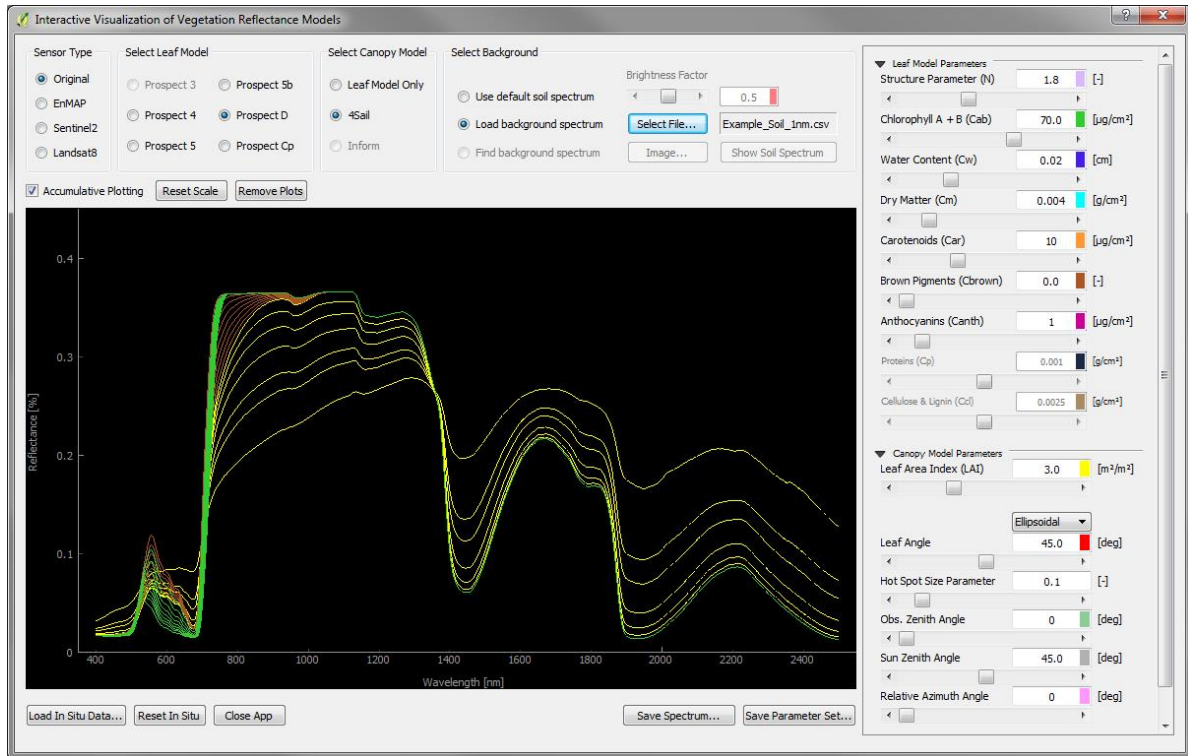 Interactive Visualization of Vegetation Reflectance Models
Sensor Type
Original
EnMAP
Sentinel2
Landsat8
Select Leaf Model
Prospect 3
Prospect 5b
Prospect 4
Prospect D
Prospect 5
Prospect Cp
Select Canopy Model
Leaf Model Only
4Sail
Inform
Select Background
Brightness Factor
Use default soil spectrum
0.5
Load background spectrum
Select File...
Example_Soil_1nm.csv
Find background spectrum
Image...
Show Soil Spectrum
Accumulative Plotting
Reset Scale
Remove Plots
Reflectance [%]
0.4
0.3
0.2
0.1
0
400 600 800 1000 1200 1400 1600 1800 2000 2200 2400
Wavelength [nm]
Load In Situ Data...
Reset In Situ
Close App
Save Spectrum...
Save Parameter Set...
Leaf Model Parameters
Structure Parameter (N) 1.8 [-]
Chlorophyll A + B (Cab) 70.0 [µg/cm²]
Water Content (Cw) 0.02 [cm]
Dry Matter (Cm) 0.004 [g/cm²]
Carotenoids (Car) 10 [µg/cm²]
Brown Pigments (Cbrown) 0.0 [-]
Anthocyanins (Canth) 1 [µg/cm²]
Proteins (Cp) 0.001 [g/cm²]
Cellulose & Lignin (Ccl) 0.0025 [g/cm²]
Canopy Model Parameters
Leaf Area Index (LAI) 3.0 [m²/m²]
Ellipsoidal
Leaf Angle 45.0 [deg]
Hot Spot Size Parameter 0.1 [-]
Obs. Zenith Angle 0 [deg]
Sun Zenith Angle 45.0 [deg]
Relative Azimuth Angle 0 [deg]